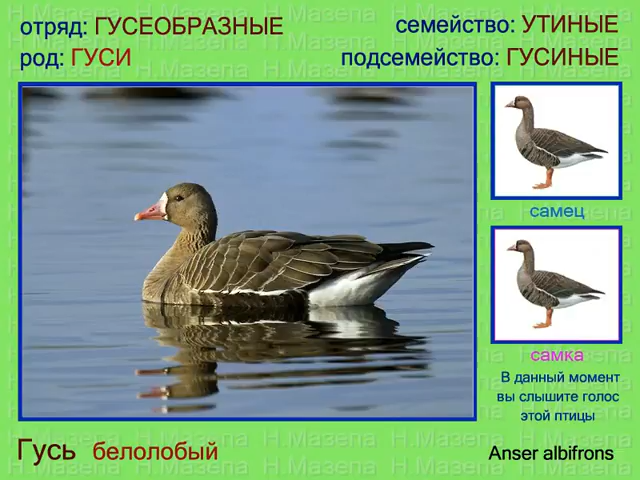 отряд: ГУСЕОБРАЗНЫЕ
семейство: УТИНЫЕ
род: ГУСИ
подсемейство: ГУСИНЫЕ
самец
самка
В данный момент
вы слышите голос
этой птицы
Гусь белолобый
Anser albifrons
Н.Мазепа